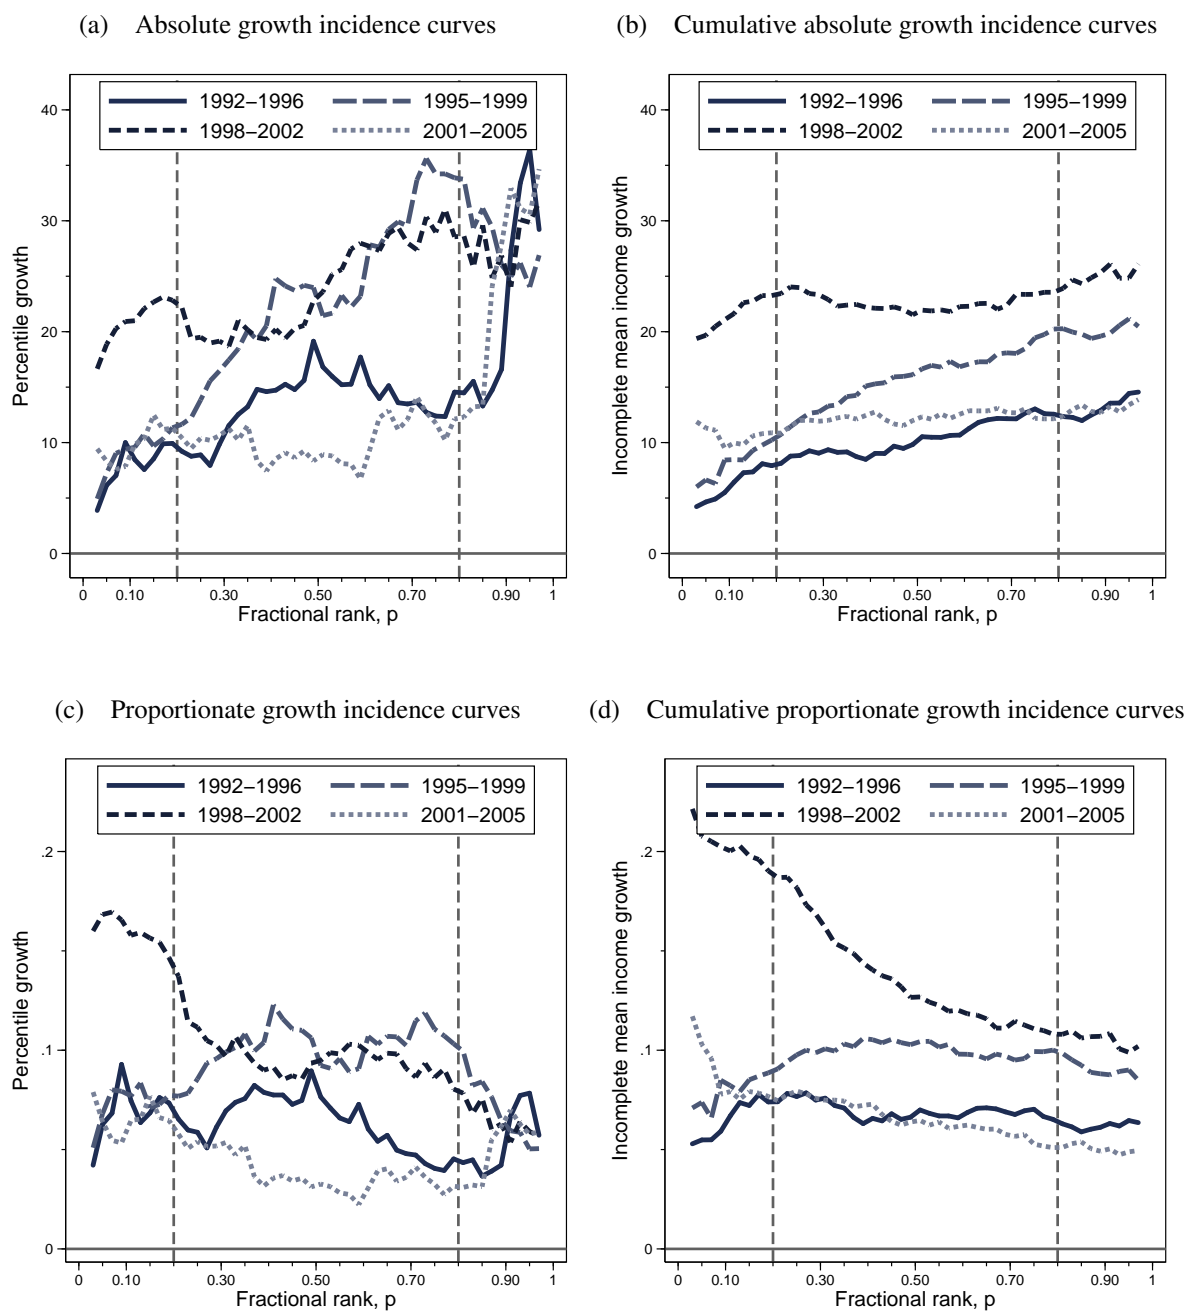 (a) Absolute growth incidence curves
1992–1996 1995–1999
1998–2002 2001–2005
Percentile growth
40
30
20
10
0
0 0.10 0.30 0.50 0.70 0.90 1
Fractional rank, p
(b) Cumulative absolute growth incidence curves
1992–1996 1995–1999
1998–2002 2001–2005
Incomplete mean income growth
40
30
20
10
0
0 0.10 0.30 0.50 0.70 0.90 1
Fractional rank, p
(c) Proportionate growth incidence curves
1992–1996 1995–1999
1998–2002 2001–2005
Percentile growth
.2
.1
0
0 0.10 0.30 0.50 0.70 0.90 1
Fractional rank, p
(d) Cumulative proportionate growth incidence curves
1992–1996 1995–1999
1998–2002 2001–2005
Incomplete mean income growth
.2
.1
0
0 0.10 0.30 0.50 0.70 0.90 1
Fractional rank, p